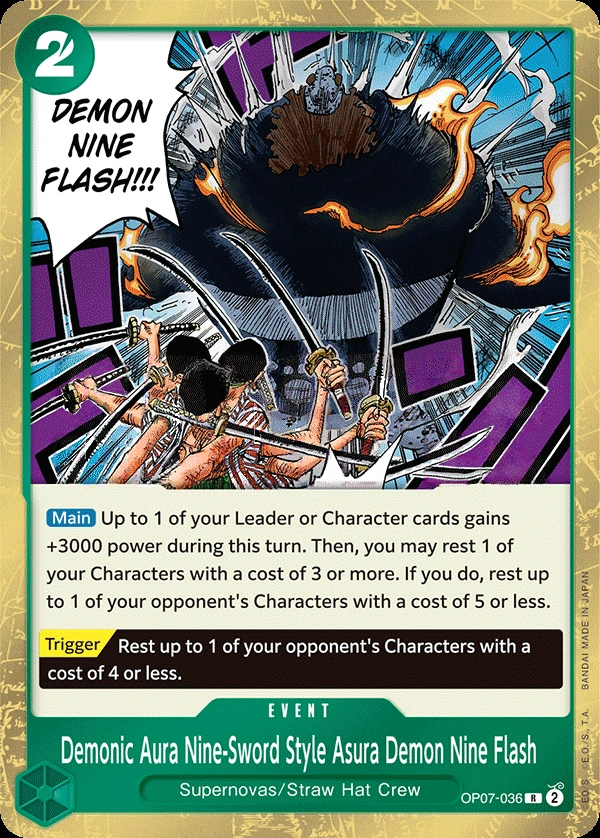 2
DEMON
NINE
FLASH!!!
Main Up to 1 of your Leader or Character cards gains
+3000 power during this turn. Then, you may rest 1 of
your Characters with a cost of 3 or more. If you do, rest up
to 1 of your opponent's Characters with a cost of 5 or less.
Trigger Rest up to 1 of your opponent's Characters with a
cost of 4 or less.
EVENT
Demonic Aura Nine-Sword Style Asura Demon Nine Flash
Supernovas/Straw Hat Crew
OP07-036 R 2
©E.O./S., T.A. BANDAI MADE IN JAPAN